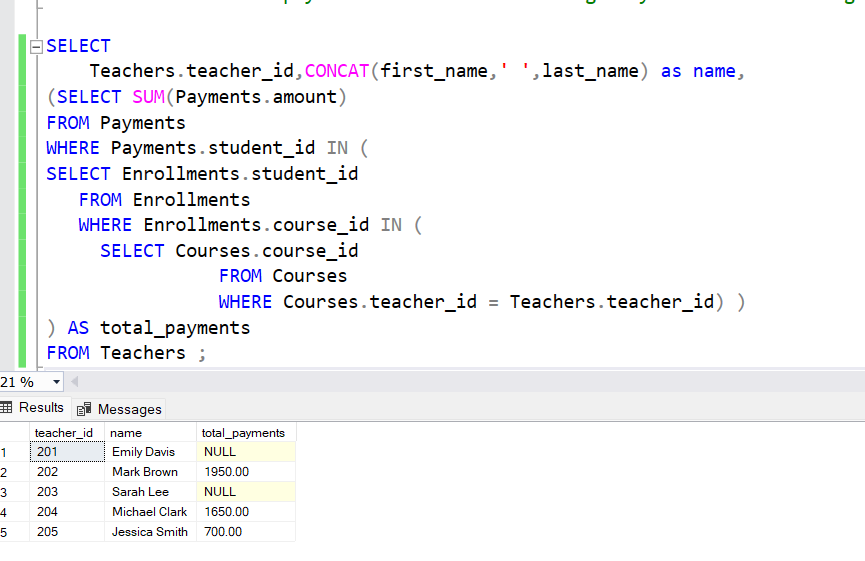 SELECT
Teachers.teacher_id,CONCAT(first_name,' ',last_name) as name,
(SELECT SUM(Payments.amount)
FROM Payments
WHERE Payments.student_id IN (
SELECT Enrollments.student_id
FROM Enrollments
WHERE Enrollments.course_id IN (
SELECT Courses.course_id
FROM Courses
WHERE Courses.teacher_id = Teachers.teacher_id) )
) AS total_payments
FROM Teachers ;
21 %
Results Messages
teacher_id name total_payments
1 201 Emily Davis NULL
2 202 Mark Brown 1950.00
3 203 Sarah Lee NULL
4 204 Michael Clark 1650.00
5 205 Jessica Smith 700.00